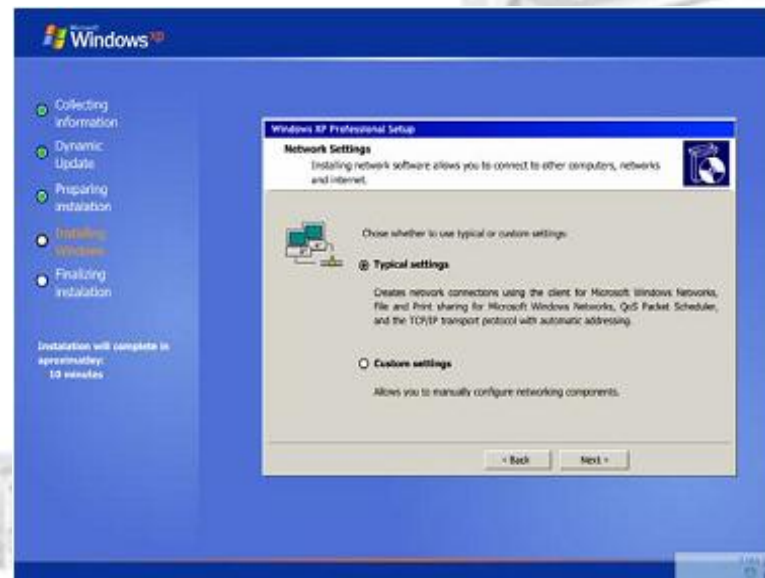 Microsoft
Windows xp
Collecting
information
Dynamic
Update
Preparing
instalation
Installing
Windows
Finalizing
instalation
Instalation will complete in
aproximatley:
10 minutes
Windows XP Professional Setup
Network Settings
Installing network software allows you to connect to other computers, networks
and internet.
Chose whether to use typical or custom settings:
Typical settings
Creates network connections using the client for Microsoft Windows Networks,
File and Print sharing for Microsoft Windows Networks, QoS Packet Scheduler,
and the TCP/IP transport protocol with automatic addressing.
Custom settings
Allows you to manually configure networking components.
< Back
Next >